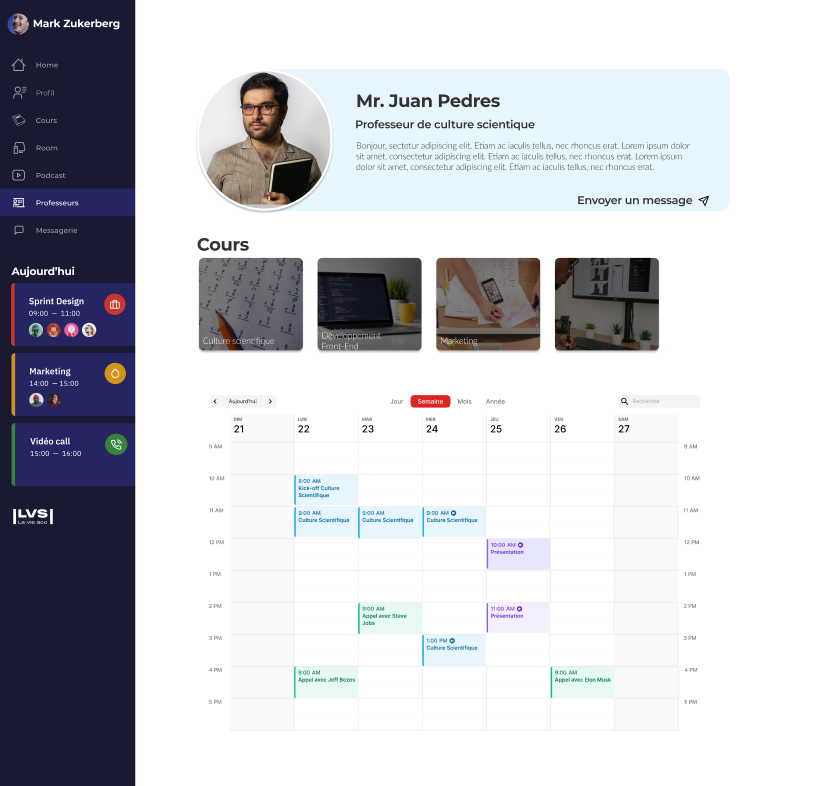 Mark Zukerberg
Home
Profil
Cours
Room
Podcast
Professeurs
Messagerie
Aujourd'hui
Sprint Design
09:00 — 11:00
Marketing
14:00 — 15:00
Vidéo call
15:00 — 16:00
LVS
La Vie Sco
Mr. Juan Pedres
Professeur de culture scientique
Bonjour, sectetur adipiscing elit. Etiam ac iaculis tellus, nec rhoncus erat. Lorem ipsum dolor
sit amet, consectetur adipiscing elit. Etiam ac iaculis tellus, nec rhoncus erat. Lorem ipsum
dolor sit amet, consectetur adipiscing elit. Etiam ac iaculis tellus, nec rhoncus erat.
Envoyer un message
Cours
Culture scientifique
Développement
Front-End
Marketing
Aujourd'hui
Jour Semaine Mois Année
Recherche
DIM LUN MAR MER JEU VEN SAM
21 22 23 24 25 26 27
9 AM 9 AM
10 AM 10 AM
8:00 AM
Kick-off Culture
Scientifique
11 AM 11 AM
9:00 AM 9:00 AM 9:00 AM
Culture Scientifique Culture Scientifique Culture Scientifique
12 PM 12 PM
10:00 AM
Présentation
1 PM 1 PM
2 PM 2 PM
9:00 AM 11:00 AM
Appel avec Steve Présentation
Jobs
3 PM 3 PM
1:00 PM
Culture Scientifique
4 PM 4 PM
9:00 AM 9:00 AM
Appel avec Jeff Bezos Appel avec Elon Musk
5 PM 5 PM